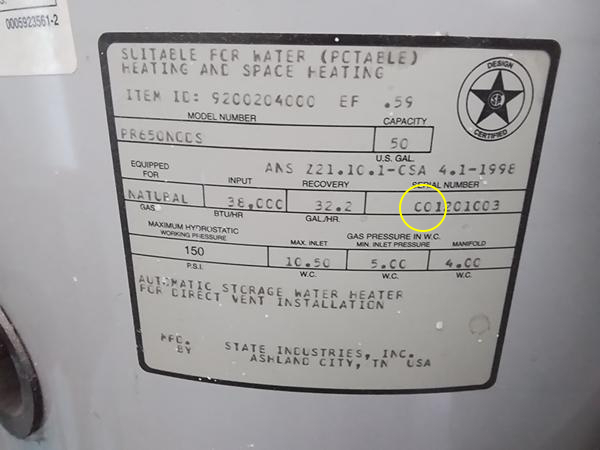 0005923561-2
SUITABLE FOR WATER (POTABLE)
HEATING AND SPACE HEATING
DESIGN
CERTIFIED
ITEM ID: 9200204000 EF .59
MODEL NUMBER CAPACITY
PR650NCDS 50
U.S. GAL.
EQUIPPED FOR ANS Z21.10.1-CSA 4.1-1998
INPUT RECOVERY SERIAL NUMBER
NATURAL 38,000 32.2 C01201003
GAS BTU/HR GAL./HR.
MAXIMUM HYDROSTATIC WORKING PRESSURE GAS PRESSURE IN W.C.
MAX. INLET MIN. INLET PRESSURE MANIFOLD
150 10.50 5.00 4.00
P.S.I. W.C. W.C. W.C.
AUTOMATIC STORAGE WATER HEATER
FOR DIRECT VENT INSTALLATION
MFG. BY STATE INDUSTRIES, INC.
ASHLAND CITY, TN USA